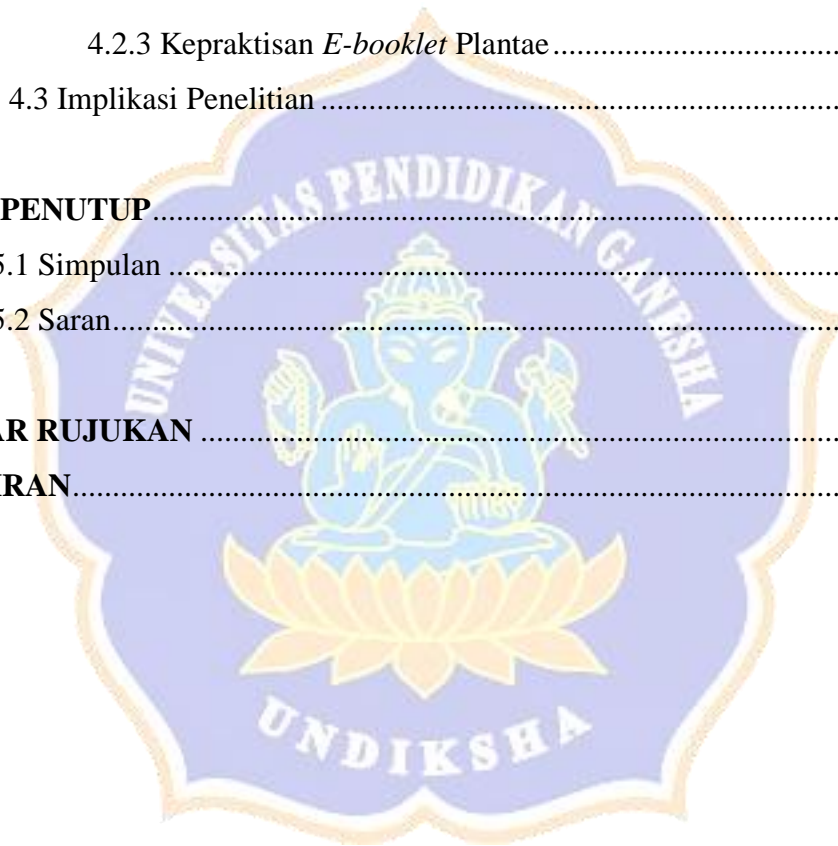 4.2.3 Kepraktisan E-booklet Plantae........................................
4.3 Implikasi Penelitian........................................................................
PENUTUP........................................................................................
5.1 Simpulan........................................................................................
5.2 Saran........................................................................................
AR RUJUKAN........................................................................................
IRAN........................................................................................
UNIVERSITAS PENDIDIKAN GANESHA
UNDIKSHA